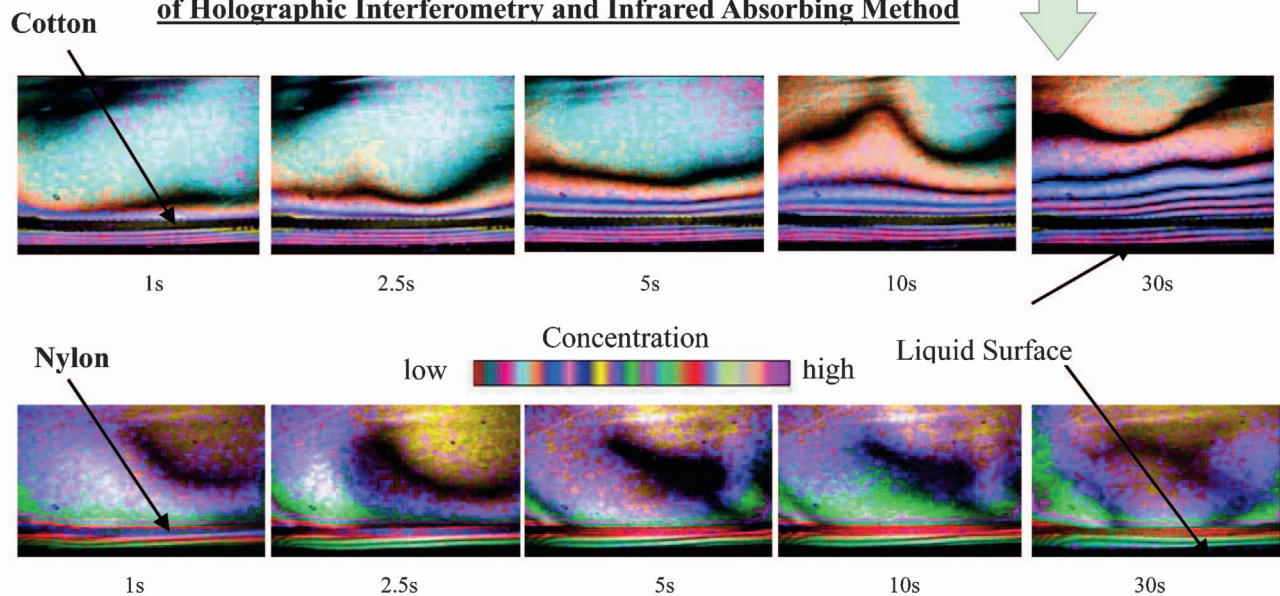 of Holographic Interferometry and Infrared Absorbing Method
Cotton
1s 2.5s 5s 10s 30s
Concentration
Nylon
low high
Liquid Surface
1s 2.5s 5s 10s 30s